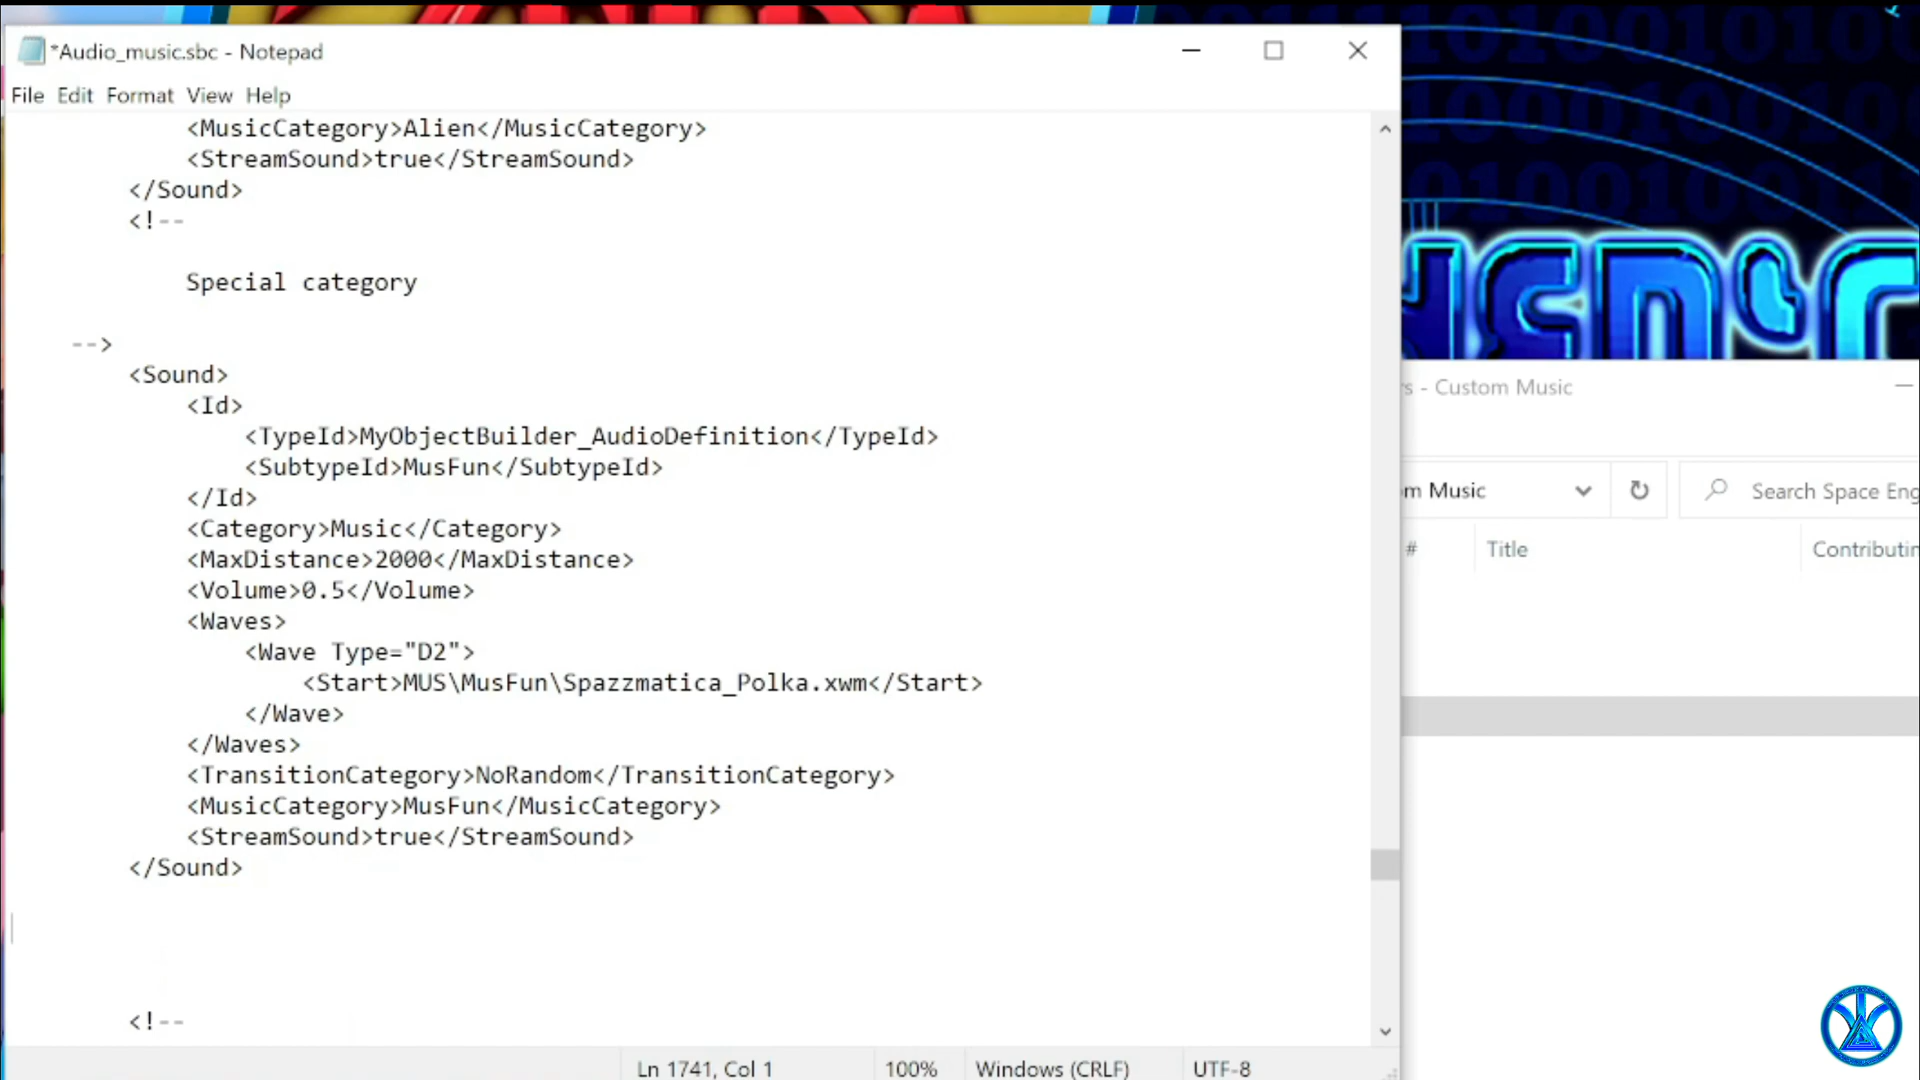 *Audio_music.sbc - Notepad
File Edit Format View Help
<MusicCategory>Alien</MusicCategory>
<StreamSound>true</StreamSound>
</Sound>
<!--
Special category
-->
<Sound>
<Id>
<TypeId>MyObjectBuilder_AudioDefinition</TypeId>
<SubtypeId>MusFun</SubtypeId>
</Id>
<Category>Music</Category>
<MaxDistance>2000</MaxDistance>
<Volume>0.5</Volume>
<Waves>
<Wave Type="D2">
<Start>MUS\MusFun\Spazzmatica_Polka.xwm</Start>
</Wave>
</Waves>
<TransitionCategory>NoRandom</TransitionCategory>
<MusicCategory>MusFun</MusicCategory>
<StreamSound>true</StreamSound>
</Sound>
<!--
Ln 1741, Col 1 100% Windows (CRLF) UTF-8
rs - Custom Music
om Music Search Space Eng
# Title Contributin